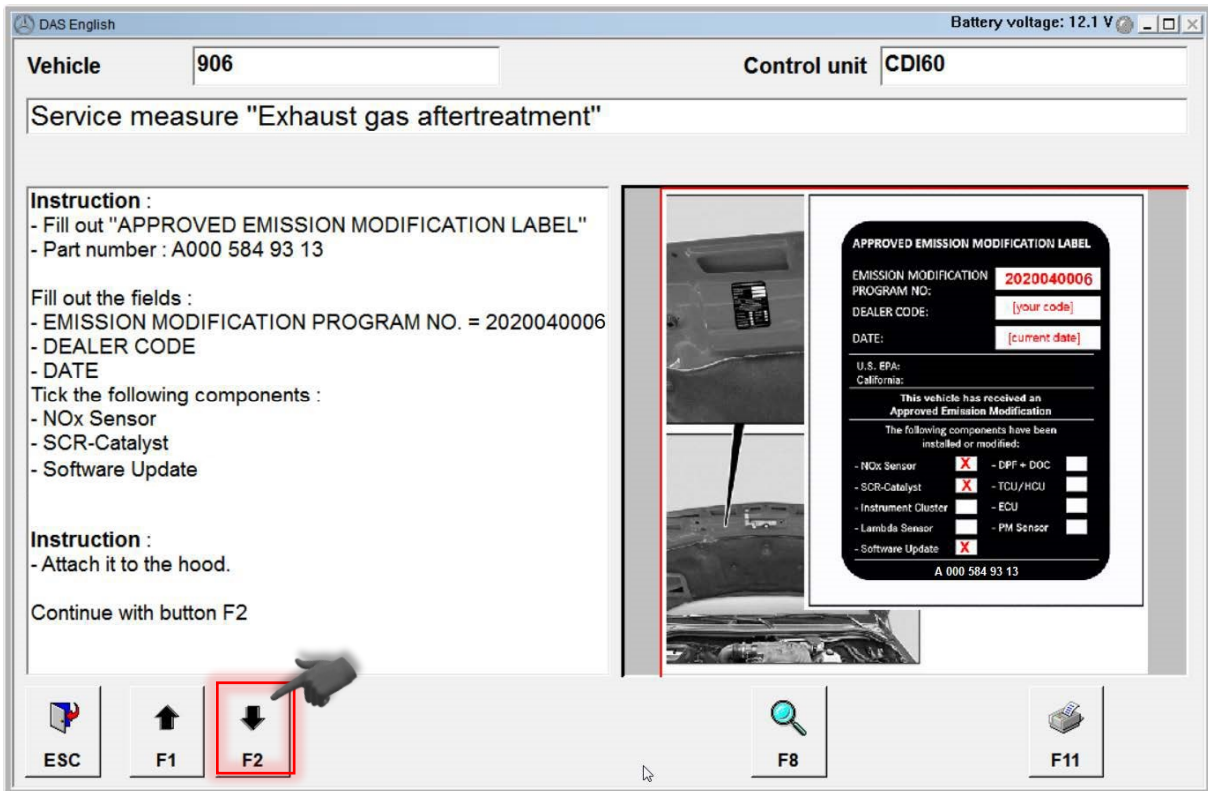 DAS English
Battery voltage: 12.1 V
Vehicle 906
Control unit CDI60
Service measure "Exhaust gas aftertreatment"
Instruction :
- Fill out "APPROVED EMISSION MODIFICATION LABEL"
- Part number : A000 584 93 13
Fill out the fields :
- EMISSION MODIFICATION PROGRAM NO. = 2020040006
- DEALER CODE
- DATE
Tick the following components :
- NOx Sensor
- SCR-Catalyst
- Software Update
Instruction :
- Attach it to the hood.
Continue with button F2
APPROVED EMISSION MODIFICATION LABEL
EMISSION MODIFICATION
PROGRAM NO: 2020040006
DEALER CODE: [your code]
DATE: [current date]
U.S. EPA:
California:
This vehicle has received an
Approved Emission Modification
The following components have been
installed or modified:
- NOx Sensor X - DPF + DOC
- SCR-Catalyst X - TCU/HCU
- Instrument Cluster - ECU
- Lambda Sensor - PM Sensor
- Software Update X
A 000 584 93 13
ESC F1 F2 F8 F11